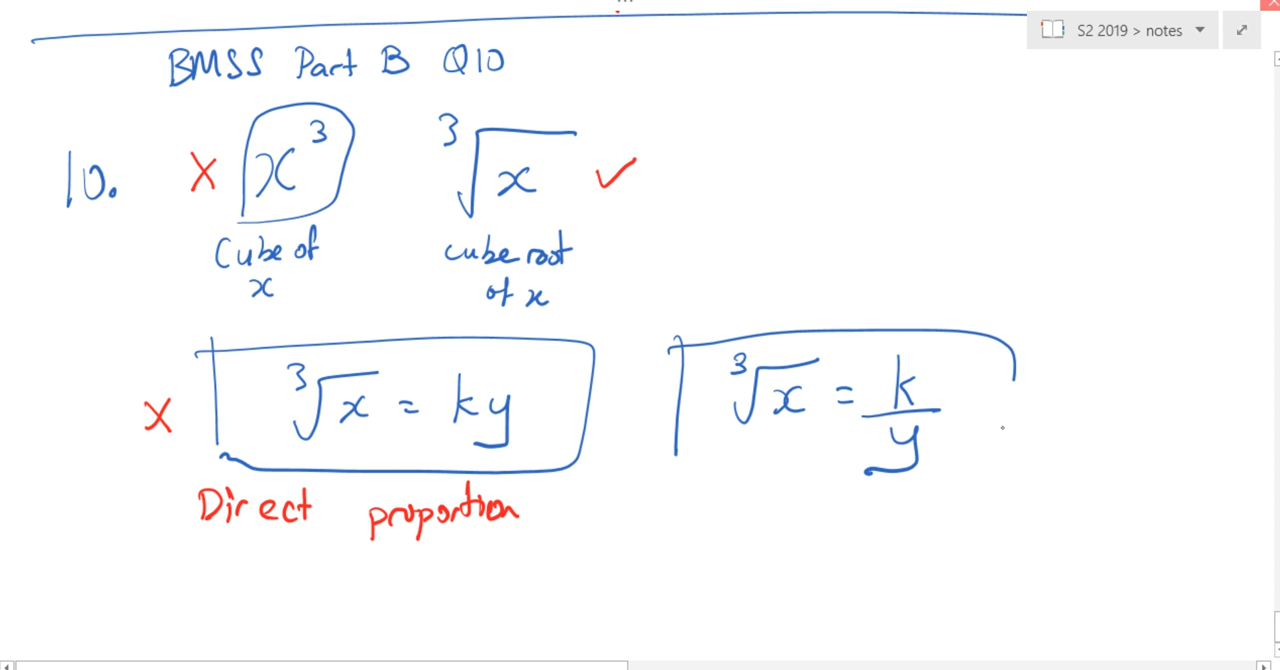 S2 2019 > notes
BMSS Part B Q10
10. x x³ ∛x ✓
Cube of
x
cube root
of x
x ∛x = ky
∛x = k/y
Direct proportion